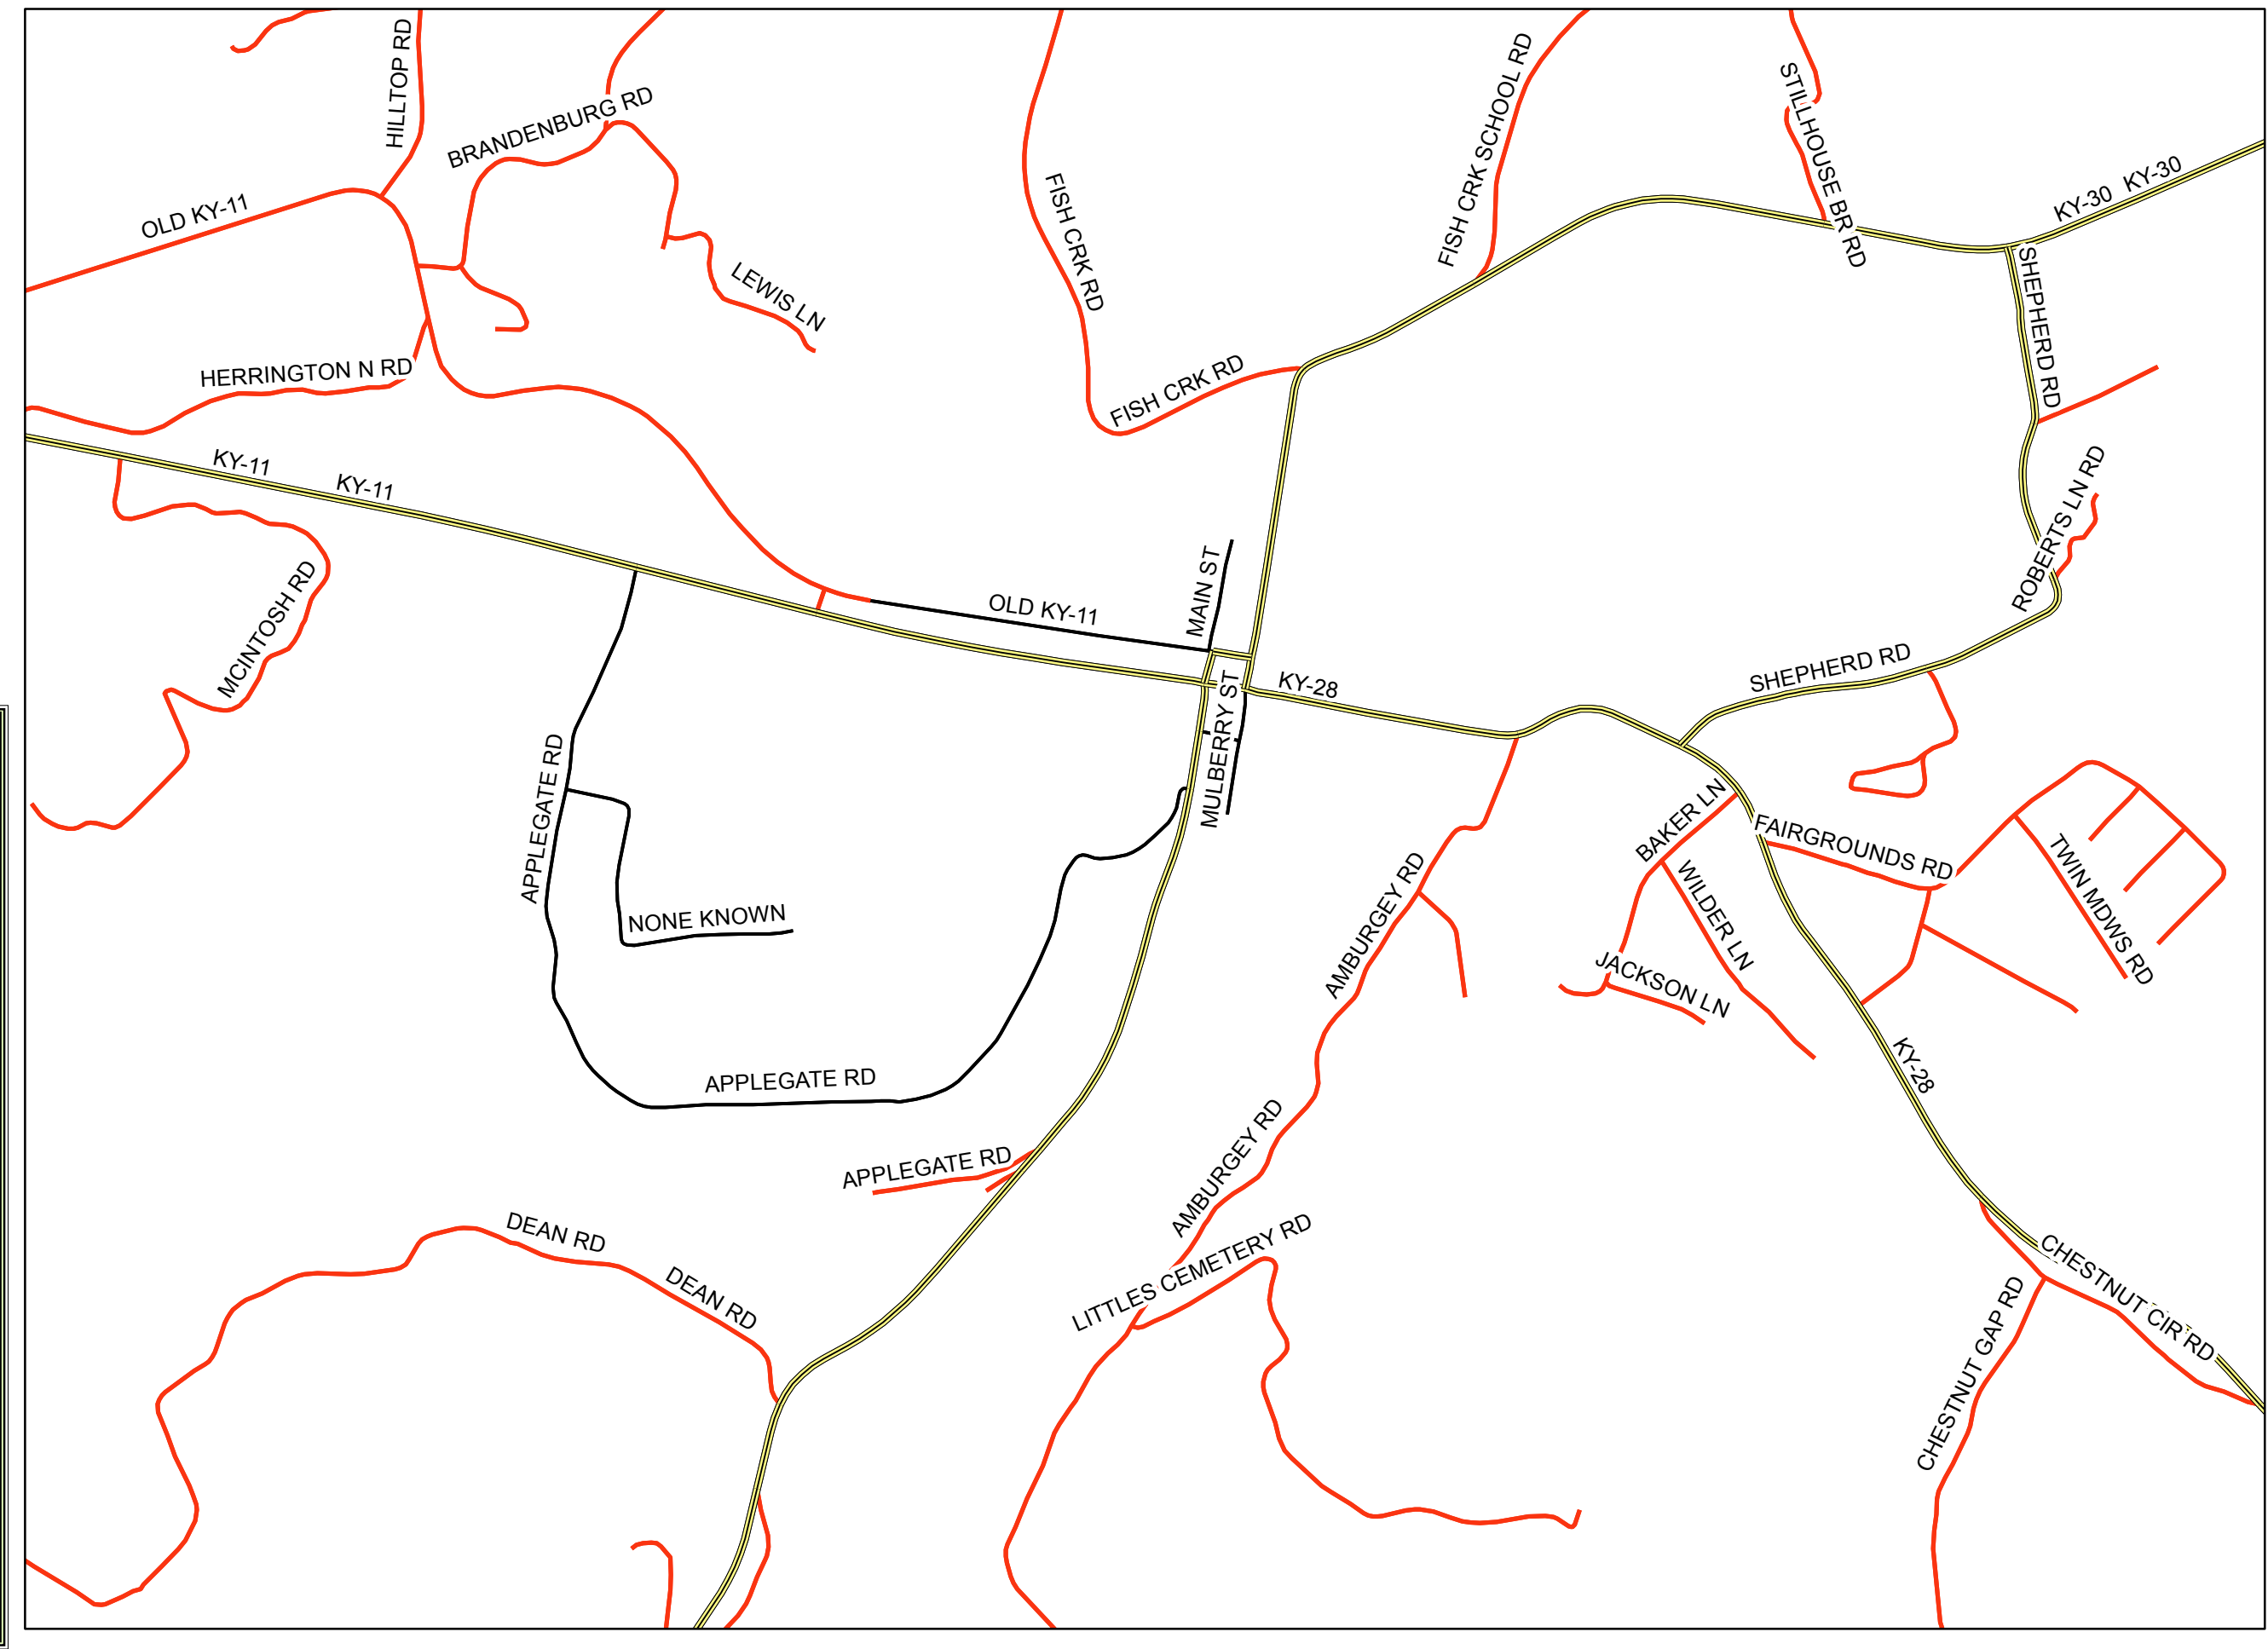 HILLTOP RD
BRANDENBURG RD
OLD KY-11
LEWIS LN
HERRINGTON N RD
KY-11
KY-11
MCINTOSH RD
FISH CRK RD
FISH CRK RD
FISH CRK SCHOOL RD
STILLHOUSE BR RD
KY-30
KY-30
SHEPHERD RD
ROBERTS LN RD
SHEPHERD RD
MAIN ST
OLD KY-11
KY-28
MULBERRY ST
APPLEGATE RD
NONE KNOWN
APPLEGATE RD
APPLEGATE RD
BAKER LN
FAIRGROUNDS RD
TWIN MDWS RD
WILDER LN
JACKSON LN
AMBURGEY RD
AMBURGEY RD
KY-28
LITTLES CEMETERY RD
DEAN RD
DEAN RD
CHESTNUT CIR RD
CHESTNUT GAP RD